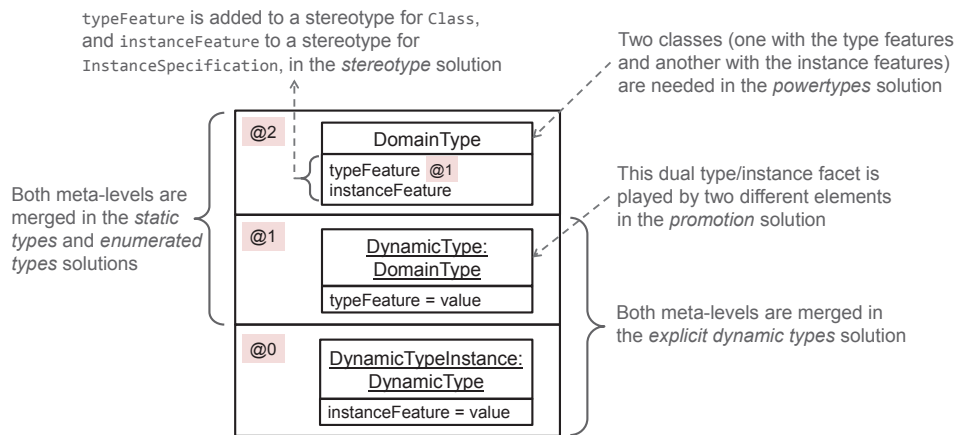 typeFeature is added to a stereotype for Class,
and instanceFeature to a stereotype for
InstanceSpecification, in the stereotype solution
Two classes (one with the type features
and another with the instance features)
are needed in the powertypes solution
@2
DomainType
typeFeature @1
instanceFeature
Both meta-levels are
merged in the static
types and enumerated
types solutions
This dual type/instance facet is
played by two different elements
in the promotion solution
@1
DynamicType:
DomainType
typeFeature = value
Both meta-levels are merged in
the explicit dynamic types solution
@0
DynamicTypeInstance:
DynamicType
instanceFeature = value